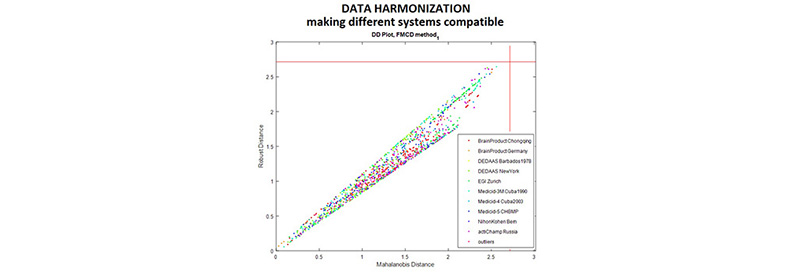 DATA HARMONIZATION
making different systems compatible
DD Plot, FMCD method1
3
2.5
2
1.5
1
0.5
0
Robust Distance
BrainProduct Chongqing
BrainProduct Germany
DEDAAS Barbados1978
DEDAAS NewYork
EGI Zurich
Medicid-3M Cuba1990
Medicid-4 Cuba2003
Medicid-5 CHBMP
NihonKohen Bern
actiChamp Russia
outliers
0
0.5
1
1.5
2
2.5
3
Mahalanobis Distance